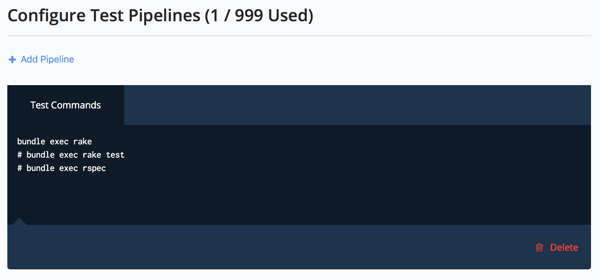 Configure Test Pipelines (1 / 999 Used)
+ Add Pipeline
Test Commands
bundle exec rake
# bundle exec rake test
# bundle exec rspec
Delete